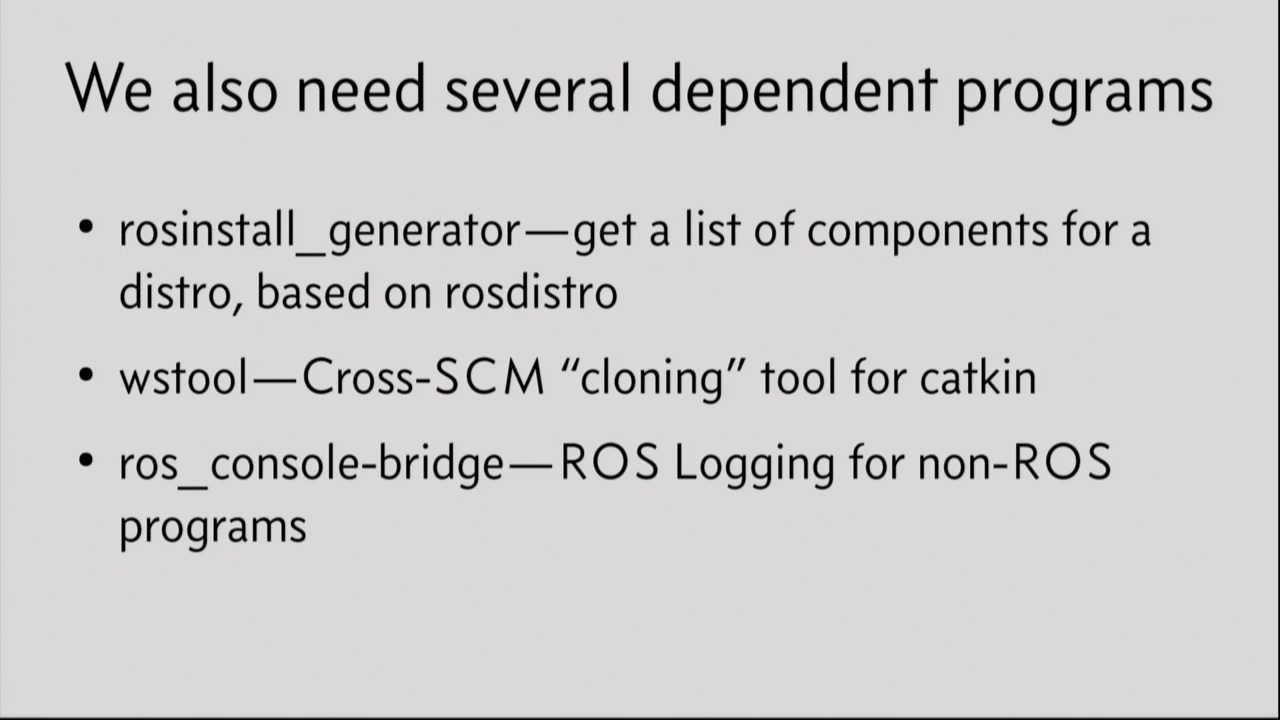 We also need several dependent programs
• rosinstall_generator—get a list of components for a
distro, based on rosdistro
• wstool—Cross-SCM “cloning” tool for catkin
• ros_console-bridge—ROS Logging for non-ROS
programs